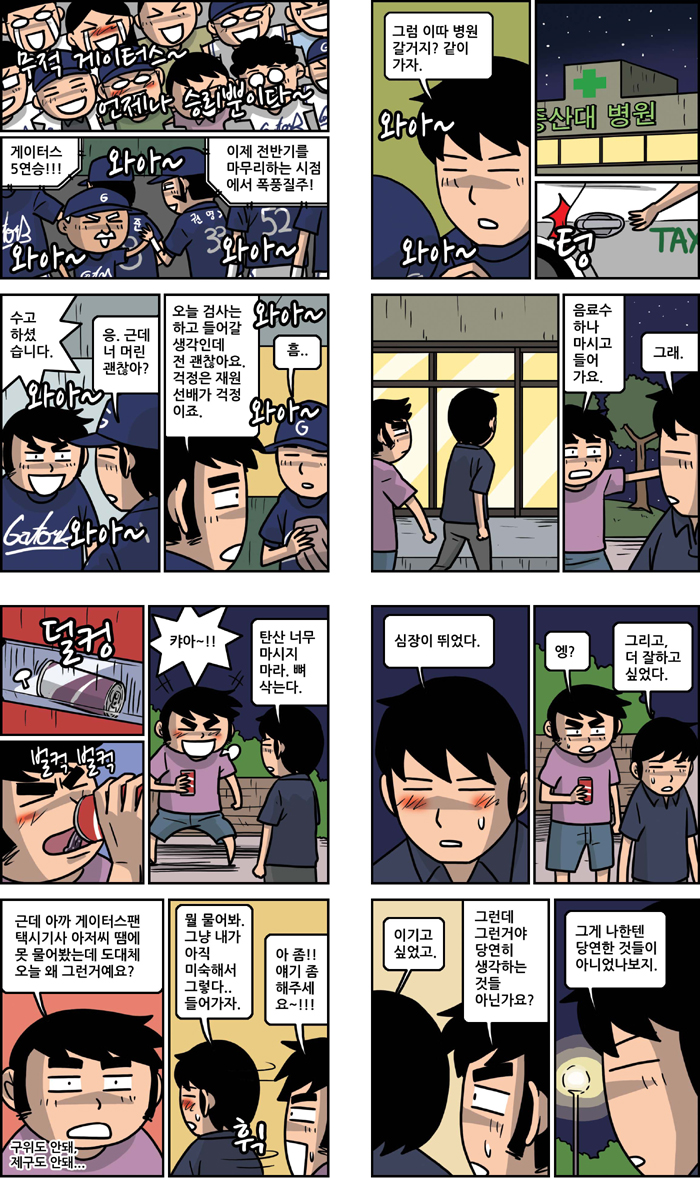 무적 게이터스~
언제나 승리뿐이다~
게이터스
5연승!!!
와아~
이제 전반기를
마무리하는 시점
에서 폭풍질주!
G
준
3
권영
33
52
와아~
와아~
수고
하셨
습니다.
응. 근데
너 머린
괜찮아?
와아~
G
Gators
와아~
오늘 검사는
하고 들어갈
생각인데
전 괜찮아요.
걱정은 재원
선배가 걱정
이죠.
와아~
흠..
와아~
G
그럼 이따 병원
갈거지? 같이
가자.
와아~
와아~
중산대 병원
텅
TAX
음료수
하나
마시고
들어
가요.
그래.
덜컹
벌컥 벌컥
캬아~!!
탄산 너무
마시지
마라. 뼈
삭는다.
근데 아까 게이터스팬
택시기사 아저씨 땜에
못 물어봤는데 도대체
오늘 왜 그런거예요?
구위도 안돼,
제구도 안돼...
뭘 물어봐.
그냥 내가
아직
미숙해서
그렇다..
들어가자.
아 좀!!
얘기 좀
해주세
요~!!!
휙
심장이 뛰었다.
엥?
그리고,
더 잘하고
싶었다.
이기고
싶었고.
그런데
그런거야
당연히
생각하는
것들
아닌가요?
그게 나한텐
당연한 것들이
아니었나보지.